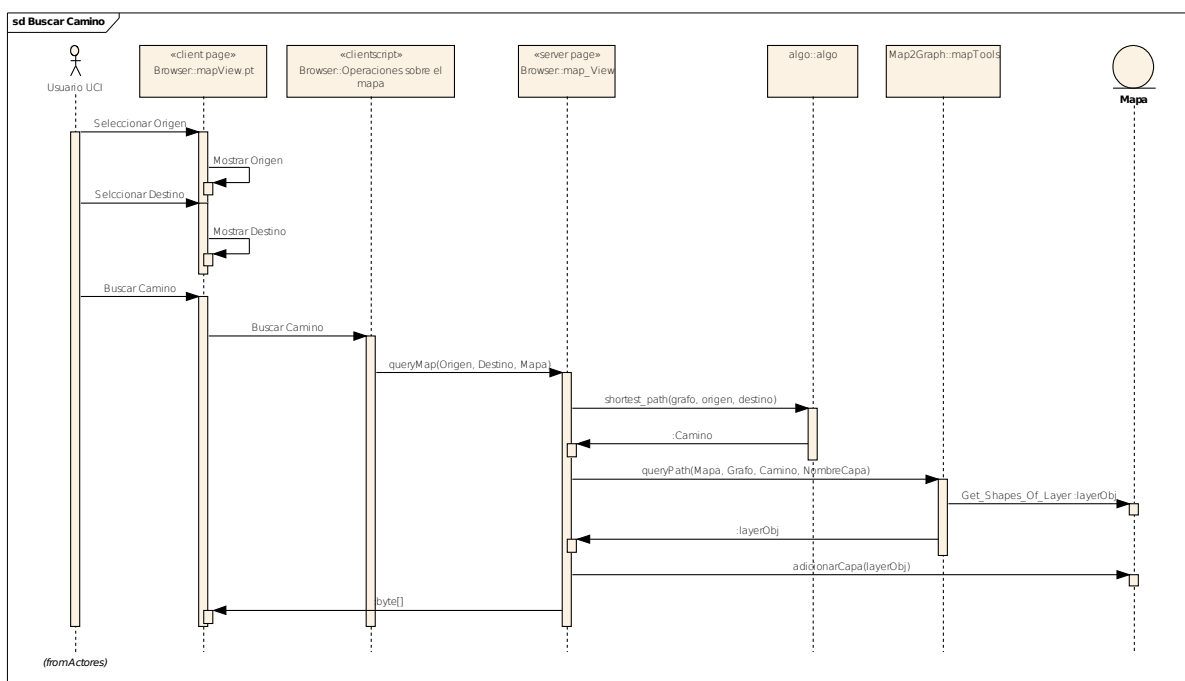 sd Buscar Camino
Usuario UCI
«client page»
Browser::mapView.pt
«clientscript»
Browser::Operaciones sobre el
mapa
«server page»
Browser::map_View
algo::algo
Map2Graph::mapTools
Mapa
Seleccionar Origen
Mostrar Origen
Selccionar Destino
Mostrar Destino
Buscar Camino
Buscar Camino
queryMap(Origen, Destino, Mapa)
shortest_path(grafo, origen, destino)
:Camino
queryPath(Mapa, Grafo, Camino, NombreCapa)
Get_Shapes_Of_Layer :layerObj
:layerObj
adicionarCapa(layerObj)
:byte[]
(fromActores)